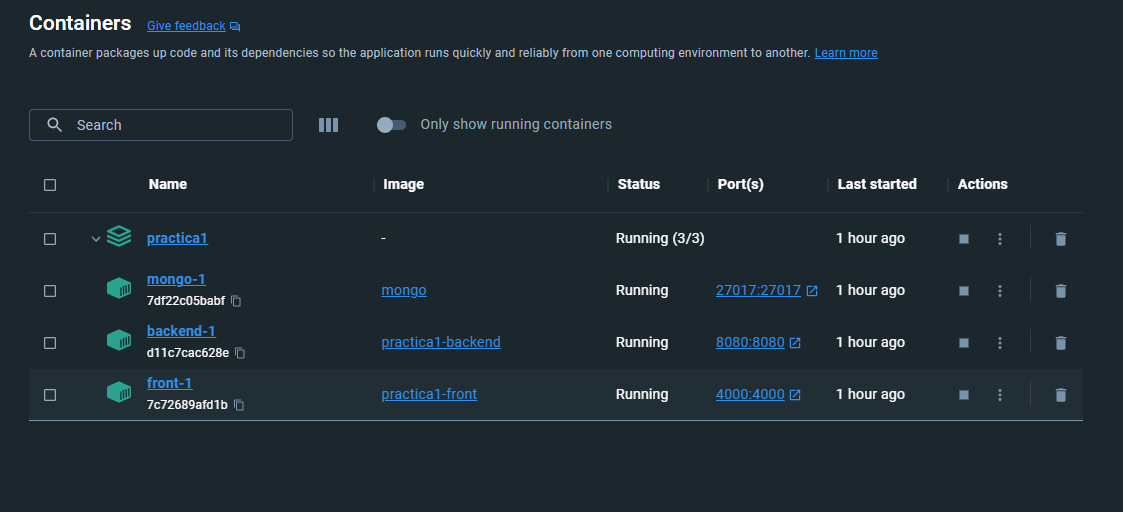 Containers Give feedback
A container packages up code and its dependencies so the application runs quickly and reliably from one computing environment to another. Learn more
Search Only show running containers
Name Image Status Port(s) Last started Actions
practica1 - Running (3/3) 1 hour ago
mongo-1
7df22c05babf mongo Running 27017:27017 1 hour ago
backend-1
d11c7cac628e practica1-backend Running 8080:8080 1 hour ago
front-1
7c72689afd1b practica1-front Running 4000:4000 1 hour ago